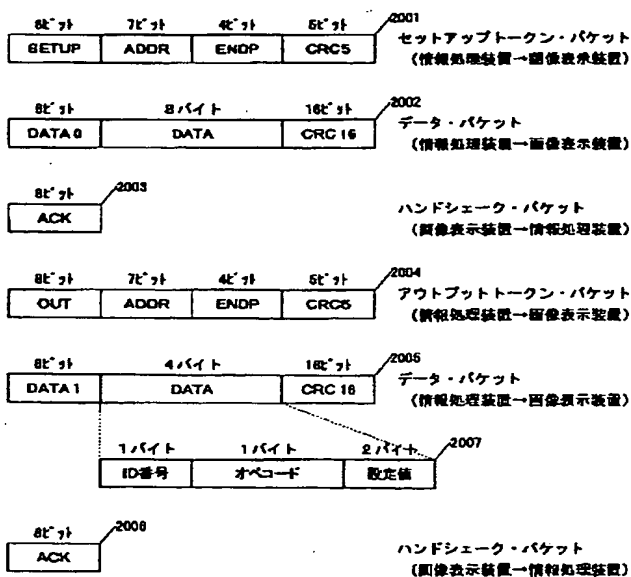 8ビット 7ビット 4ビット 5ビット 2001
SETUP ADDR ENDP CRC5 セットアップトークン・パケット
(情報処理装置→画像表示装置)
8ビット 8バイト 16ビット 2002
DATA0 DATA CRC16 データ・パケット
(情報処理装置→画像表示装置)
8ビット 2003
ACK ハンドシェーク・パケット
(画像表示装置→情報処理装置)
8ビット 7ビット 4ビット 5ビット 2004
OUT ADDR ENDP CRC5 アウトプットトークン・パケット
(情報処理装置→画像表示装置)
8ビット 4バイト 16ビット 2005
DATA1 DATA CRC16 データ・パケット
(情報処理装置→画像表示装置)
1バイト 1バイト 2バイト 2007
ID番号 オペコード 設定値
8ビット 2006
ACK ハンドシェーク・パケット
(画像表示装置→情報処理装置)